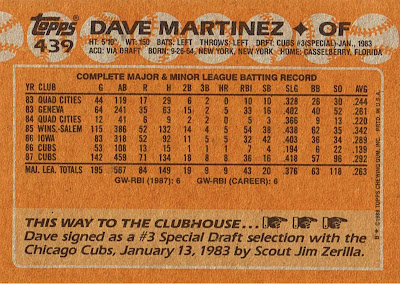 Topps
439
DAVE MARTINEZ ✦ OF
HT: 5'10" WT: 150 BATS: LEFT THROWS: LEFT DRFT: CUBS #3(SPECIAL)-JAN., 1983
ACQ: VIA DRAFT BORN: 9-26-64, NEW YORK, NEW YORK HOME: CASSELBERRY, FLORIDA
COMPLETE MAJOR & MINOR LEAGUE BATTING RECORD
YR CLUB G AB R H 2B 3B HR RBI SB SLG BB SO AVG
83 QUAD CITIES 44 119 17 29 6 2 0 10 10 .328 26 30 .244
83 GENEVA 64 241 35 63 15 2 5 33 16 .402 40 52 .261
84 QUAD CITIES 12 41 6 9 2 2 0 5 3 .366 9 13 .220
85 WINS-SALEM 115 386 52 132 14 4 5 54 38 .438 62 35 .342
86 IOWA 83 318 52 92 11 5 5 32 42 .403 36 34 .289
86 CUBS 53 108 13 15 1 1 1 7 4 .194 6 22 .139
87 CUBS 142 459 71 134 18 8 8 36 16 .418 57 96 .292
MAJ. LEA. TOTALS 195 567 84 149 19 9 9 43 20 .376 63 118 .263
GW-RBI (1987): 6 GW-RBI (CAREER): 6
THIS WAY TO THE CLUBHOUSE...
Dave signed as a #3 Special Draft selection with the
Chicago Cubs, January 13, 1983 by Scout Jim Zerilla.